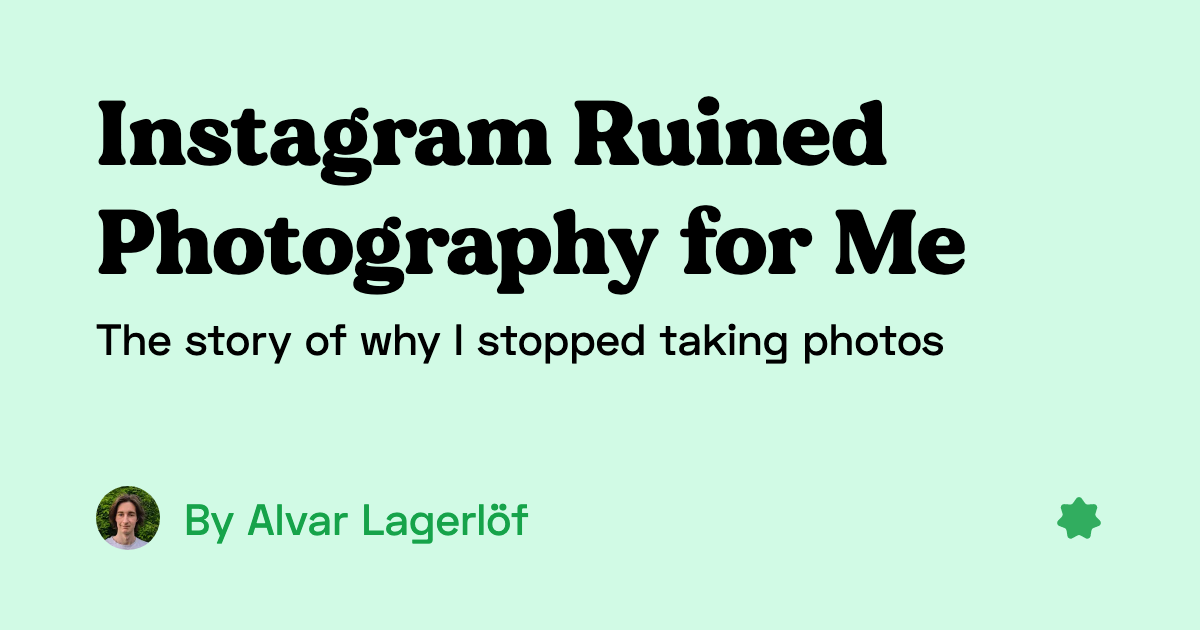 Instagram Ruined
Photography for Me
The story of why I stopped taking photos
By Alvar Lagerlöf